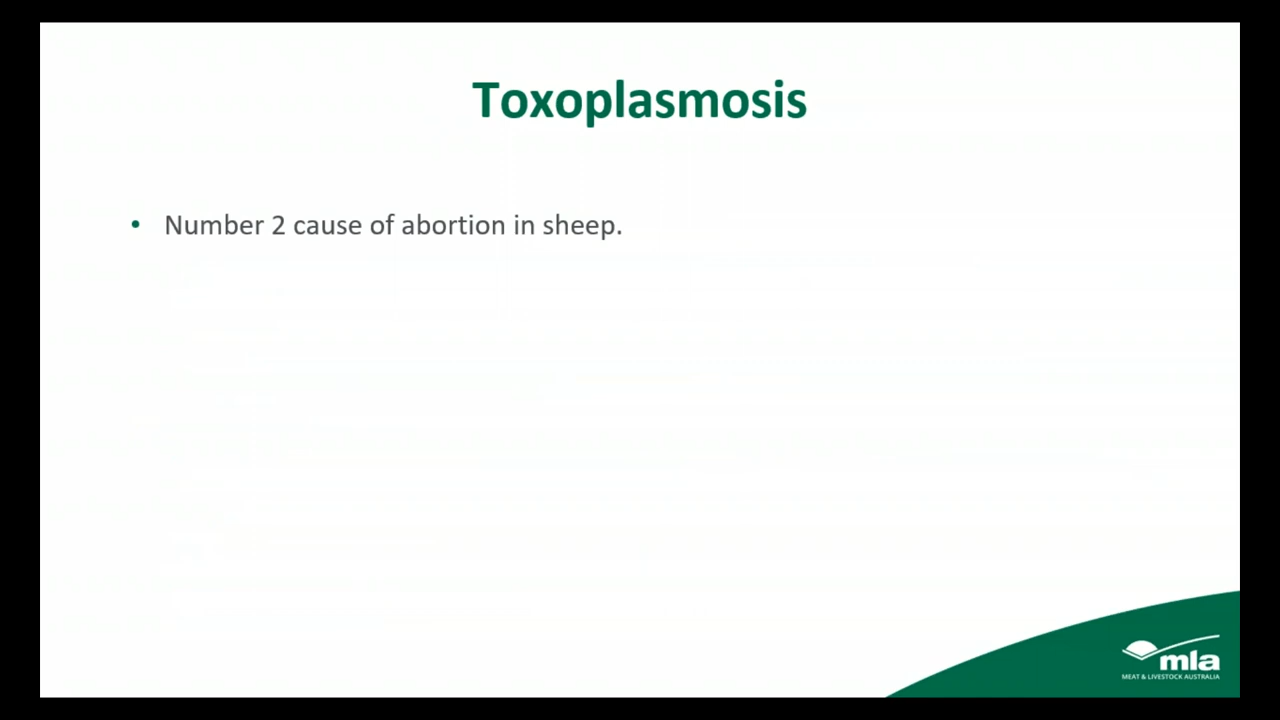 Toxoplasmosis
• Number 2 cause of abortion in sheep.
mla
MEAT & LIVESTOCK AUSTRALIA